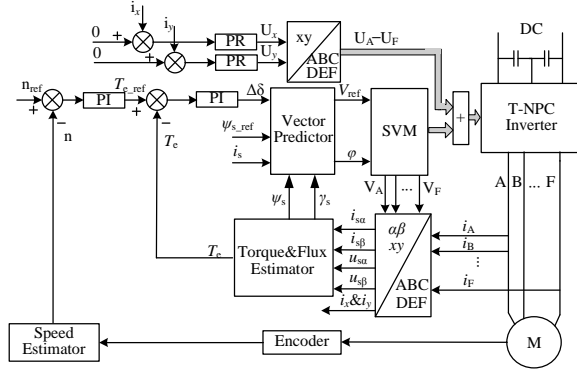 i_x
i_y
0 + PR U_x
0 + PR U_y
xy
ABC
DEF
U_A–U_F
DC
n_ref T_e_ref
+ − PI + − PI Δδ
n
T_e
ψ_s_ref
i_s
Vector
Predictor
V_ref
φ
SVM
+
T-NPC
Inverter
V_A ... V_F
A B ... F
ψ_s γ_s
T_e
Torque&Flux
Estimator
i_sα
i_sβ
u_sα
u_sβ
i_x&i_y
αβ
xy
ABC
DEF
i_A
i_B
⋮
i_F
Speed
Estimator
Encoder
M